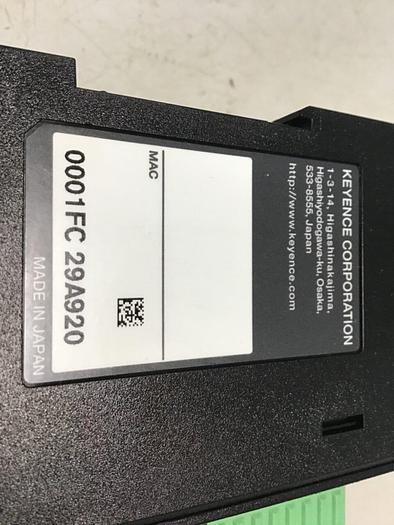 KEYENCE CORPORATION
1-3-14, Higashinakajima,
Higashiyodogawa-ku, Osaka,
533-8555, Japan
http://www.keyence.com
MAC
0001FC 29A920
MADE IN JAPAN